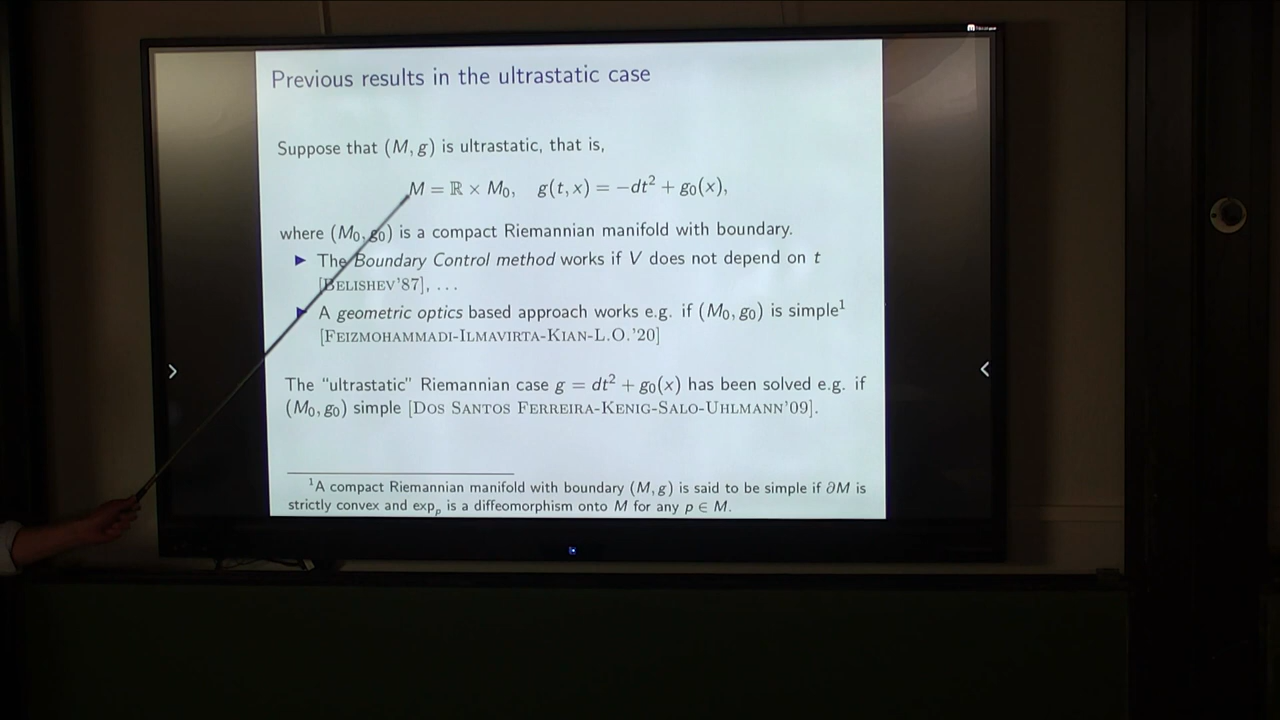 Previous results in the ultrastatic case
Suppose that (M, g) is ultrastatic, that is,
M = ℝ × M₀, g(t, x) = −dt² + g₀(x),
where (M₀, g₀) is a compact Riemannian manifold with boundary.
▶ The Boundary Control method works if V does not depend on t
[BELISHEV'87], ...
▶ A geometric optics based approach works e.g. if (M₀, g₀) is simple¹
[FEIZMOHAMMADI-ILMAVIRTA-KIAN-L.O.'20]
The "ultrastatic" Riemannian case g = dt² + g₀(x) has been solved e.g. if
(M₀, g₀) simple [DOS SANTOS FERREIRA-KENIG-SALO-UHLMANN'09].
¹A compact Riemannian manifold with boundary (M, g) is said to be simple if ∂M is
strictly convex and expₚ is a diffeomorphism onto M for any p ∈ M.